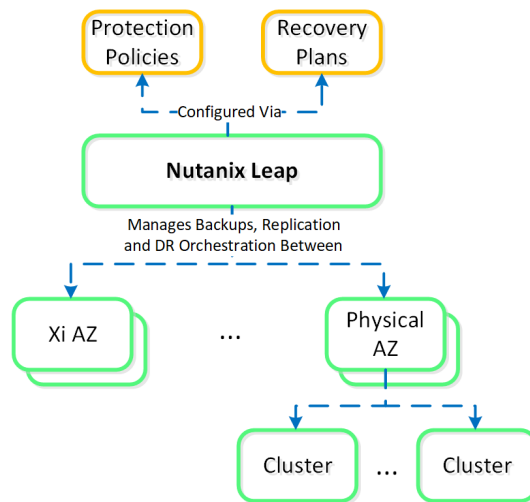 Protection
Policies
Recovery
Plans
Configured Via
Nutanix Leap
Manages Backups, Replication
and DR Orchestration Between
Xi AZ
...
Physical
AZ
Cluster
...
Cluster